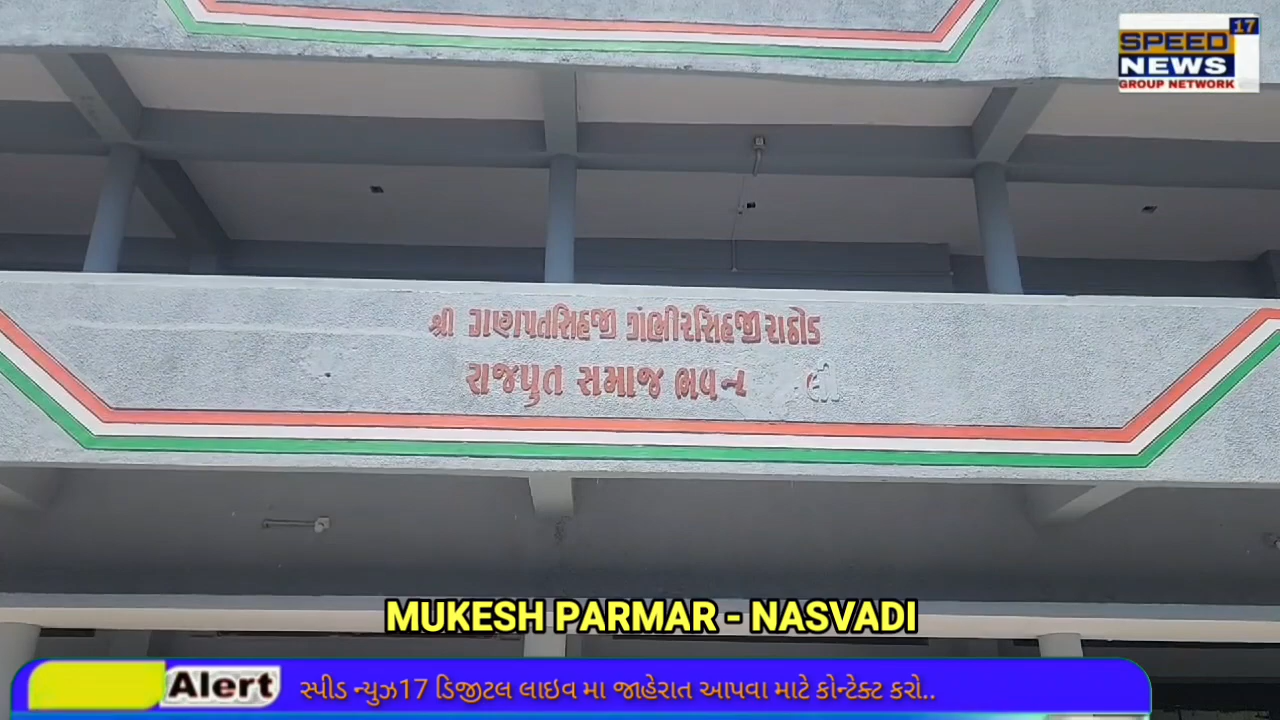 17
SPEED
NEWS
GROUP NETWORK
શ્રી ગણપતસિંહજી ગંભીરસિંહજી રાઠોડ
રાજપુત સમાજ ભવન
MUKESH PARMAR - NASVADI
Alert
સ્પીડ ન્યુઝ17 ડિજીટલ લાઇવ મા જાહેરાત આપવા માટે કોન્ટેક્ટ કરો..